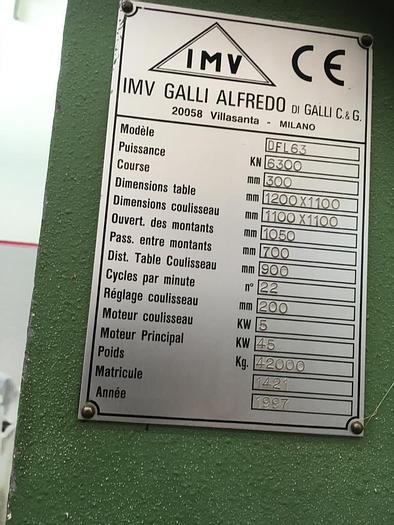 IMV CE
IMV GALLI ALFREDO DI GALLI C.& G.
20058 Villasanta - MILANO
Modèle DFL63
Puissance KN 6300
Course mm 300
Dimensions table mm 1200X1100
Dimensions coulisseau mm 1100X1100
Ouvert. des montants mm 1050
Pass. entre montants mm 700
Dist. Table Coulisseau mm 900
Cycles par minute n° 22
Réglage coulisseau mm 200
Moteur coulisseau KW 5
Moteur Principal KW 45
Poids Kg. 42000
Matricule 1421
Année 1997